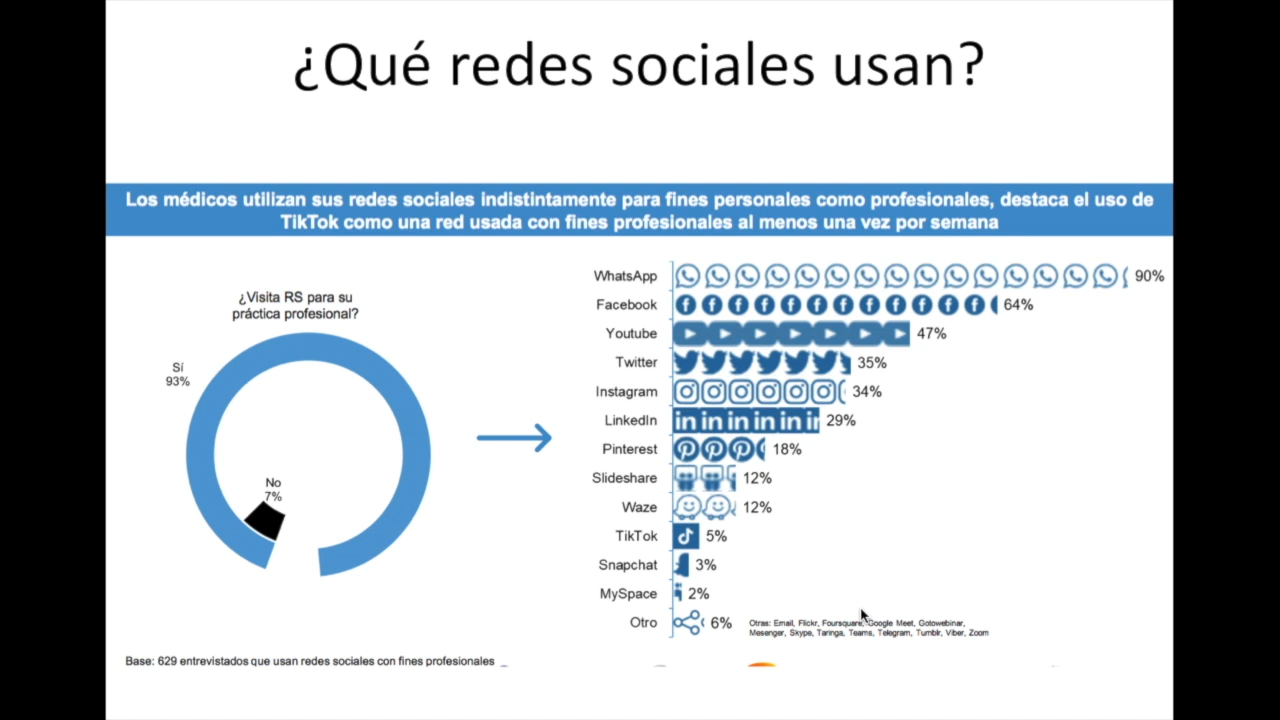 ¿Qué redes sociales usan?
Los médicos utilizan sus redes sociales indistintamente para fines personales como profesionales, destaca el uso de
TikTok como una red usada con fines profesionales al menos una vez por semana
¿Visita RS para su
práctica profesional?
Sí
93%
No
7%
WhatsApp 90%
Facebook 64%
Youtube 47%
Twitter 35%
Instagram 34%
LinkedIn 29%
Pinterest 18%
Slideshare 12%
Waze 12%
TikTok 5%
Snapchat 3%
MySpace 2%
Otro 6%
Otras: Email, Flickr, Foursquare, Google Meet, Gotowebinar,
Mesenger, Skype, Taringa, Teams, Telegram, Tumblr, Viber, Zoom
Base: 629 entrevistados que usan redes sociales con fines profesionales